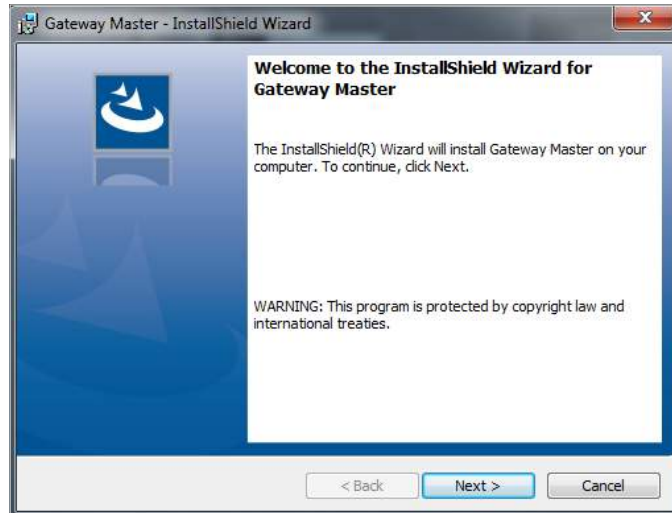 Gateway Master - InstallShield Wizard
Welcome to the InstallShield Wizard for
Gateway Master
The InstallShield(R) Wizard will install Gateway Master on your
computer. To continue, click Next.
WARNING: This program is protected by copyright law and
international treaties.
< Back
Next >
Cancel